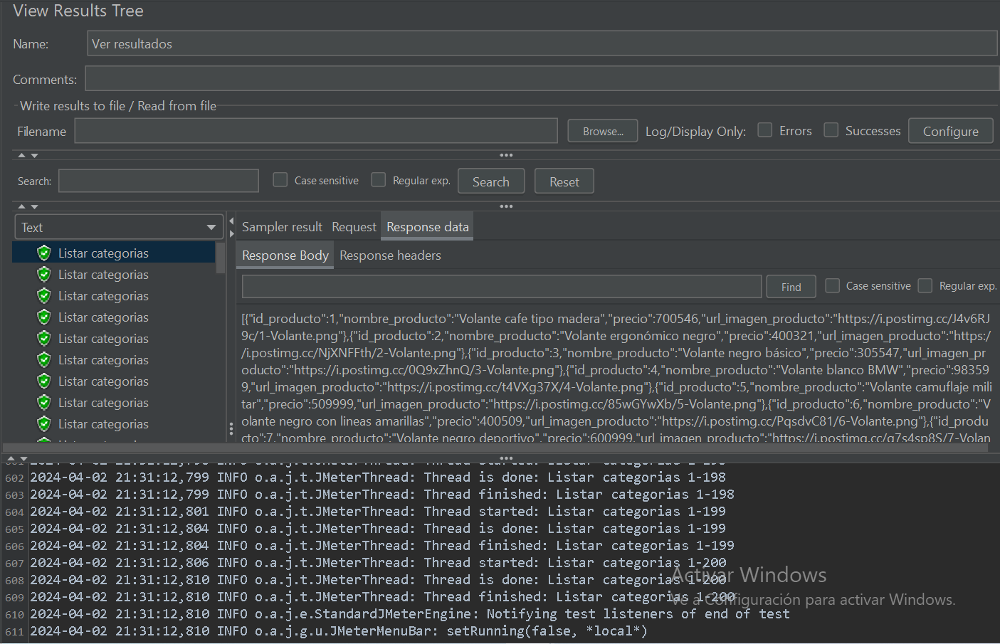 View Results Tree
Name: Ver resultados
Comments:
Write results to file / Read from file
Filename Browse... Log/Display Only: Errors Successes Configure
Search: Case sensitive Regular exp. Search Reset
Text
Sampler result Request Response data
Response Body Response headers
Find Case sensitive Regular exp.
Listar categorias
Listar categorias
Listar categorias
Listar categorias
Listar categorias
Listar categorias
Listar categorias
Listar categorias
Listar categorias
[{"id_producto":1,"nombre_producto":"Volante cafe tipo madera","precio":700546,"url_imagen_producto":"https://i.postimg.cc/J4v6RJ
9c/1-Volante.png"},{"id_producto":2,"nombre_producto":"Volante ergonómico negro","precio":400321,"url_imagen_producto":"https:/
/i.postimg.cc/NjXNFFth/2-Volante.png"},{"id_producto":3,"nombre_producto":"Volante negro básico","precio":305547,"url_imagen_pr
oducto":"https://i.postimg.cc/0Q9xZhnQ/3-Volante.png"},{"id_producto":4,"nombre_producto":"Volante blanco BMW","precio":98359
9,"url_imagen_producto":"https://i.postimg.cc/t4VXg37X/4-Volante.png"},{"id_producto":5,"nombre_producto":"Volante camuflaje mili
tar","precio":509999,"url_imagen_producto":"https://i.postimg.cc/85wGYwXb/5-Volante.png"},{"id_producto":6,"nombre_producto":"V
olante negro con lineas amarillas","precio":400509,"url_imagen_producto":"https://i.postimg.cc/PqsdvC81/6-Volante.png"},{"id_produ
cto":7,"nombre_producto":"Volante negro deportivo","precio":600999,"url_imagen_producto":"https://i.postimg.cc/g7s4sp8S/7-Volan
602 2024-04-02 21:31:12,799 INFO o.a.j.t.JMeterThread: Thread is done: Listar categorias 1-198
603 2024-04-02 21:31:12,799 INFO o.a.j.t.JMeterThread: Thread finished: Listar categorias 1-198
604 2024-04-02 21:31:12,801 INFO o.a.j.t.JMeterThread: Thread started: Listar categorias 1-199
605 2024-04-02 21:31:12,804 INFO o.a.j.t.JMeterThread: Thread is done: Listar categorias 1-199
606 2024-04-02 21:31:12,804 INFO o.a.j.t.JMeterThread: Thread finished: Listar categorias 1-199
607 2024-04-02 21:31:12,806 INFO o.a.j.t.JMeterThread: Thread started: Listar categorias 1-200
608 2024-04-02 21:31:12,810 INFO o.a.j.t.JMeterThread: Thread is done: Listar categorias 1-200
609 2024-04-02 21:31:12,810 INFO o.a.j.t.JMeterThread: Thread finished: Listar categorias 1-200
610 2024-04-02 21:31:12,810 INFO o.a.j.e.StandardJMeterEngine: Notifying test listeners of end of test
611 2024-04-02 21:31:12,810 INFO o.a.j.g.u.JMeterMenuBar: setRunning(false, *local*)
Activar Windows
Ve a Configuración para activar Windows.